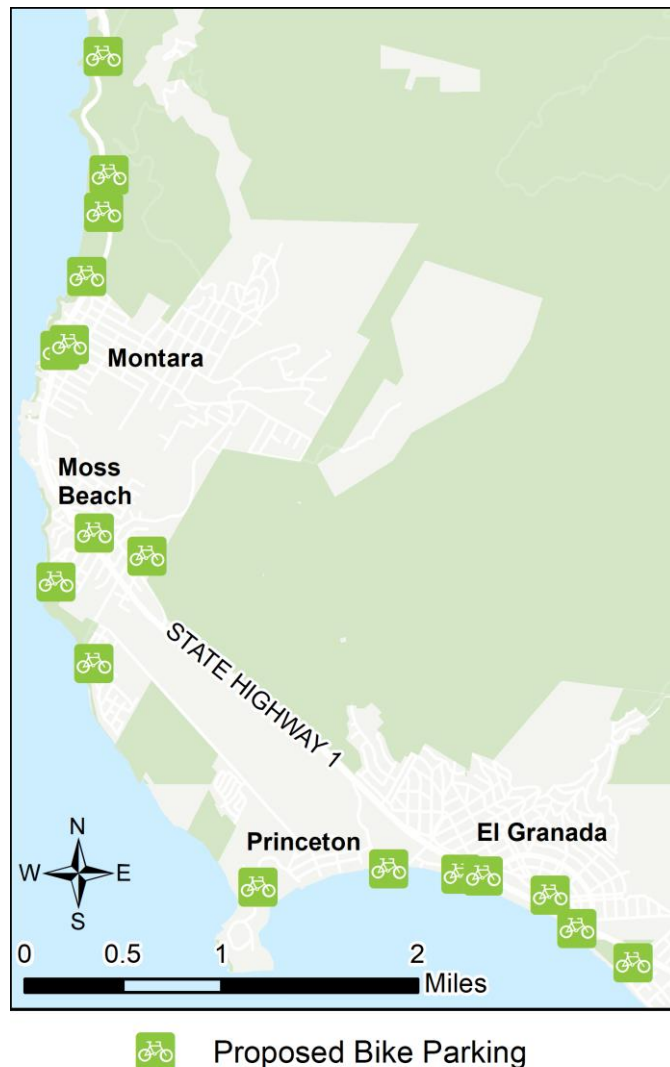 Montara
Moss
Beach
STATE HIGHWAY 1
Princeton
El Granada
N
W
E
S
0
0.5
1
2
Miles
Proposed Bike Parking